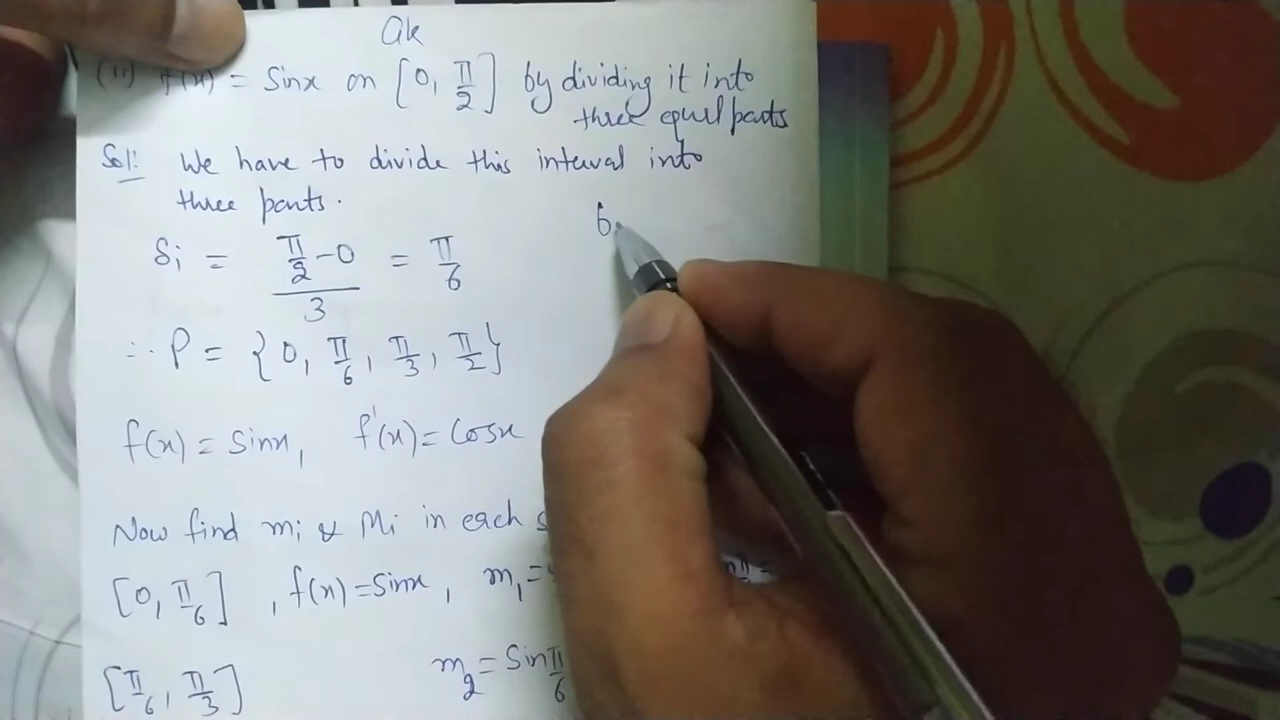 Qk
(ii) f(x) = Sinx on [0, π/2] by dividing it into
three equal parts
Sol: We have to divide this interval into
three parts.
δi = (π/2 - 0)/3 = π/6
∴ P = {0, π/6, π/3, π/2}
6
f(x) = Sinx, f'(x) = Cosx
Now find mi & Mi in each
[0, π/6], f(x) = Sinx, m1 =
[π/6, π/3] m2 = Sin π/6